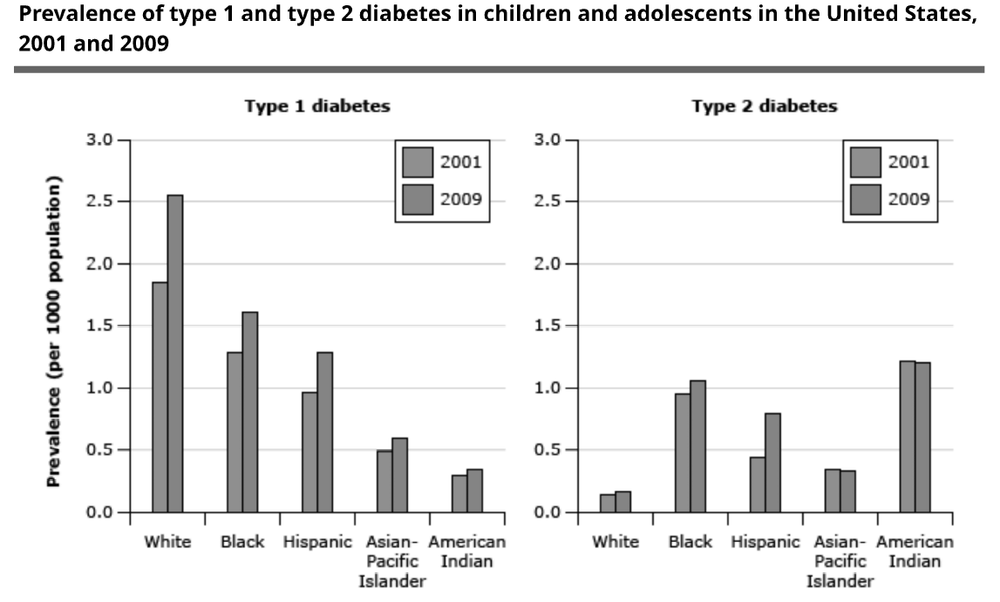 Prevalence of type 1 and type 2 diabetes in children and adolescents in the United States,
2001 and 2009
Type 1 diabetes
Prevalence (per 1000 population)
3.0
2.5
2.0
1.5
1.0
0.5
0.0
2001
2009
White
Black
Hispanic
Asian-
Pacific
Islander
American
Indian
Type 2 diabetes
3.0
2.5
2.0
1.5
1.0
0.5
0.0
2001
2009
White
Black
Hispanic
Asian-
Pacific
Islander
American
Indian